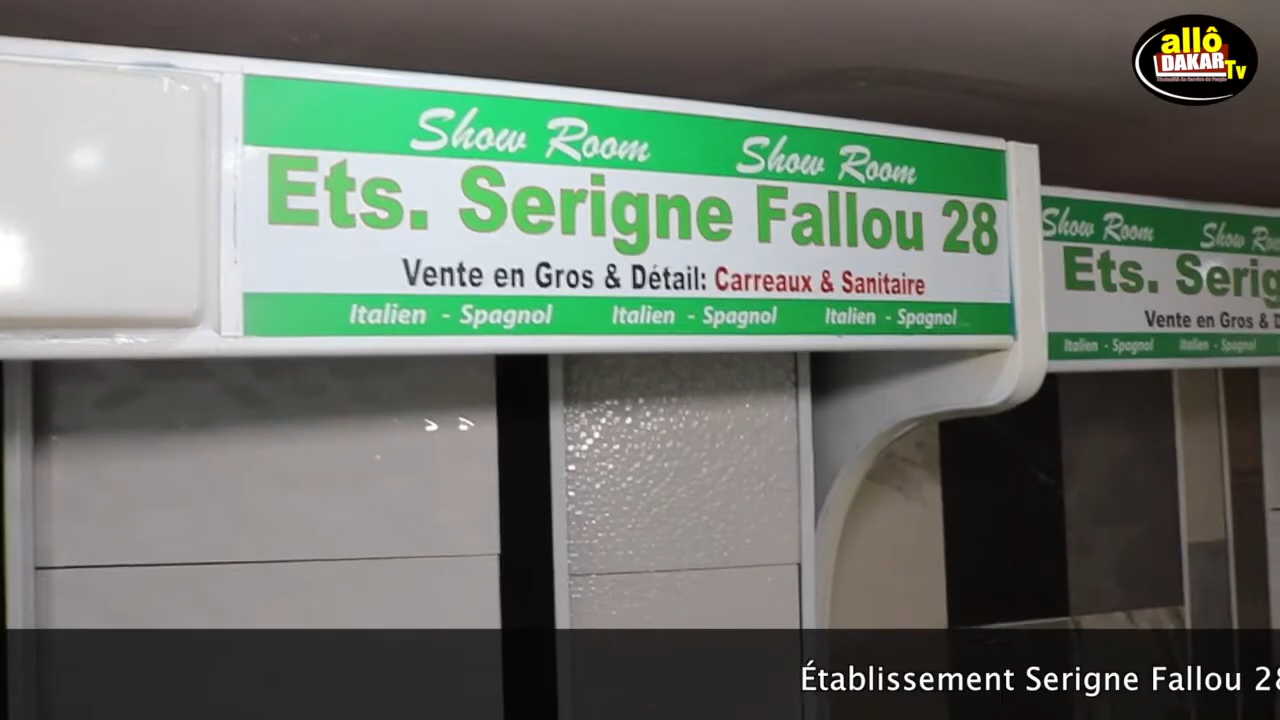 allô
DAKAR
Tv
Show Room Show Room
Ets. Serigne Fallou 28
Vente en Gros & Détail: Carreaux & Sanitaire
Italien - Spagnol Italien - Spagnol Italien - Spagnol
Show Room Show
Ets.
Vente en Gros &
Italien - Spagnol Italien - Spagnol
Établissement Serigne Fallou 28